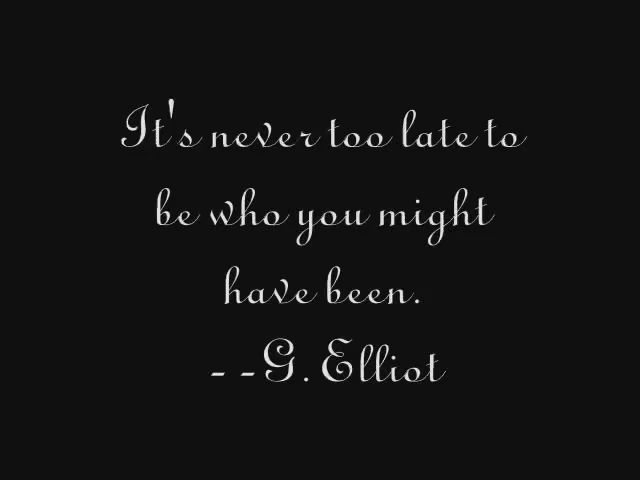 It's never too late to
be who you might
have been.
--G. Elliot